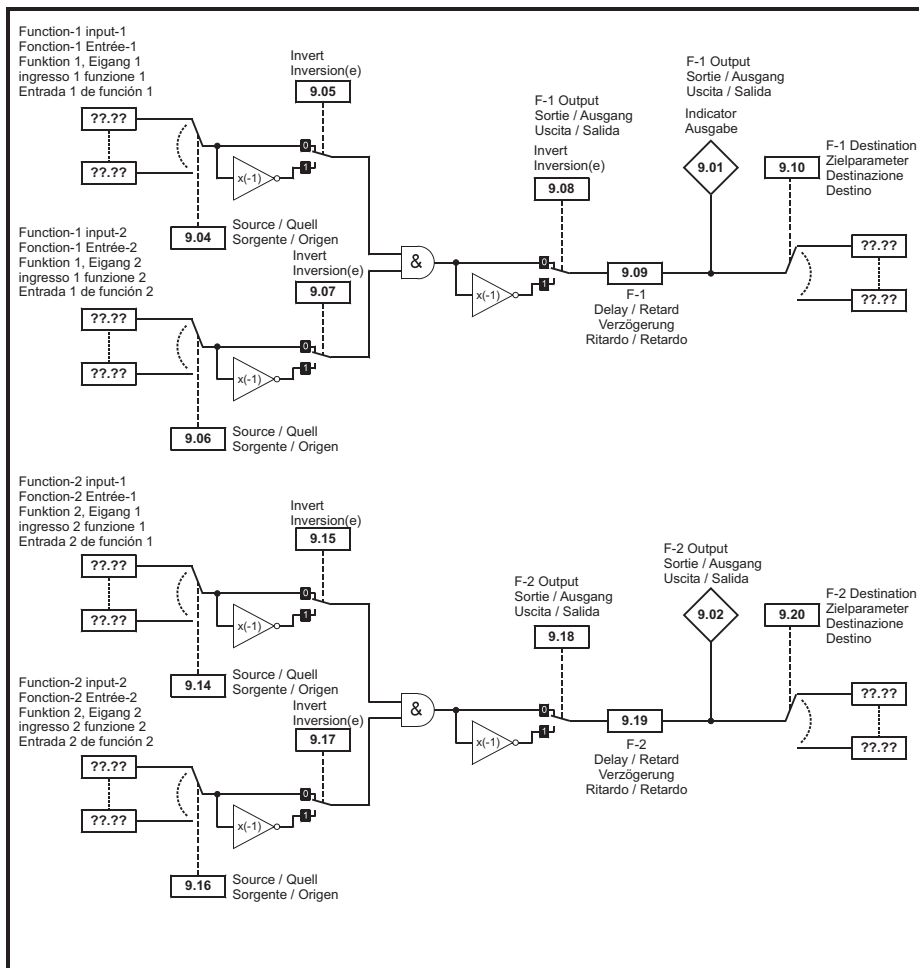 Function-1 input-1
Fonction-1 Entrée-1
Funktion 1, Eigang 1
ingresso 1 funzione 1
Entrada 1 de función 1
??.??
??.??
9.04
Source / Quell
Sorgente / Origen
x(-1)
Invert
Inversion(e)
9.05
0
1
Function-1 input-2
Fonction-1 Entrée-2
Funktion 1, Eigang 2
ingresso 1 funzione 2
Entrada 1 de función 2
??.??
??.??
9.06
Source / Quell
Sorgente / Origen
x(-1)
Invert
Inversion(e)
9.07
0
1
&
x(-1)
F-1 Output
Sortie / Ausgang
Uscita / Salida
Invert
Inversion(e)
9.08
0
1
9.09
F-1
Delay / Retard
Verzögerung
Ritardo / Retardo
F-1 Output
Sortie / Ausgang
Uscita / Salida
Indicator
Ausgabe
9.01
9.10
F-1 Destination
Zielparameter
Destinazione
Destino
??.??
??.??
Function-2 input-1
Fonction-2 Entrée-1
Funktion 2, Eigang 1
ingresso 2 funzione 1
Entrada 2 de función 1
??.??
??.??
9.14
Source / Quell
Sorgente / Origen
x(-1)
Invert
Inversion(e)
9.15
0
1
Function-2 input-2
Fonction-2 Entrée-2
Funktion 2, Eigang 2
ingresso 2 funzione 2
Entrada 2 de función 2
??.??
??.??
9.16
Source / Quell
Sorgente / Origen
x(-1)
Invert
Inversion(e)
9.17
0
1
&
x(-1)
F-2 Output
Sortie / Ausgang
Uscita / Salida
9.18
0
1
9.19
F-2
Delay / Retard
Verzögerung
Ritardo / Retardo
F-2 Output
Sortie / Ausgang
Uscita / Salida
9.02
9.20
F-2 Destination
Zielparameter
Destinazione
Destino
??.??
??.??